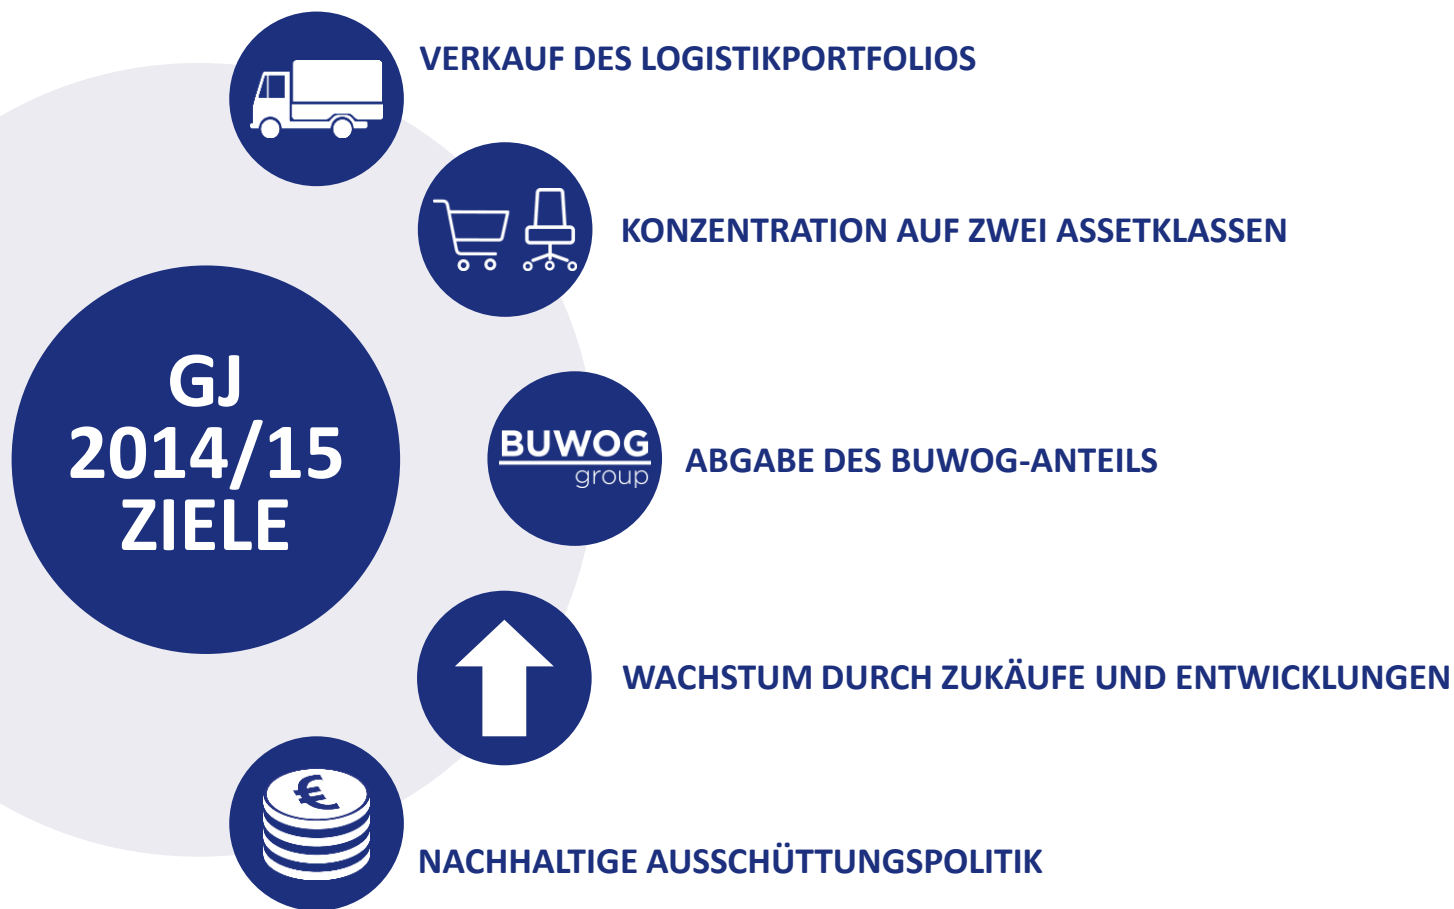 VERKAUF DES LOGISTIKPORTFOLIOS
KONZENTRATION AUF ZWEI ASSETKLASSEN
GJ
2014/15
ZIELE
BUWOG
group
ABGABE DES BUWOG-ANTEILS
WACHSTUM DURCH ZUKÄUFE UND ENTWICKLUNGEN
€
NACHHALTIGE AUSSCHÜTTUNGSPOLITIK